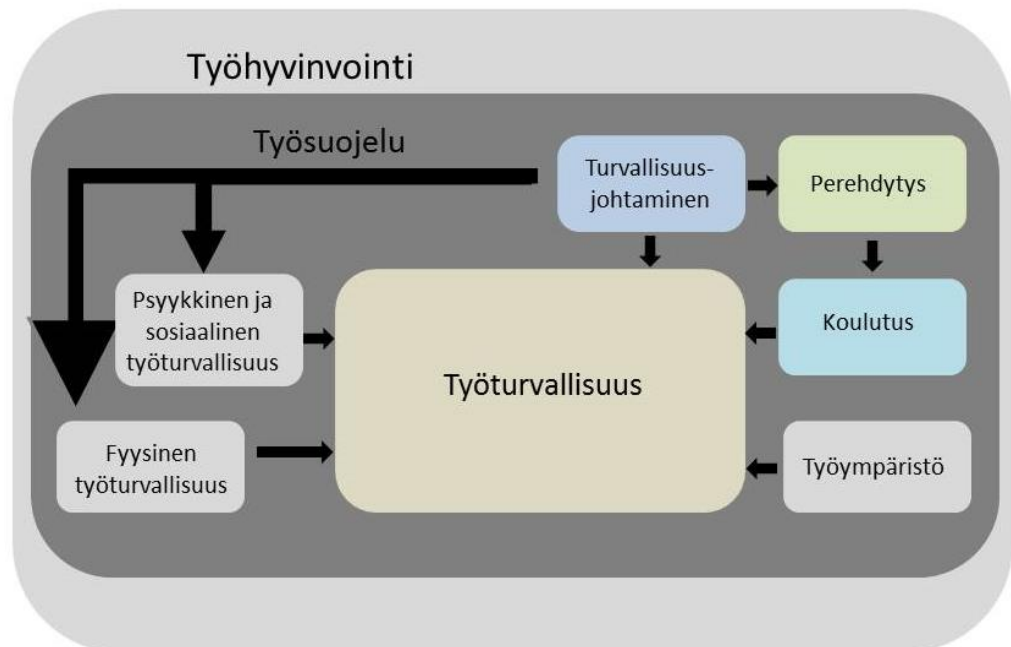 Työhyvinvointi
Työsuojelu
Turvallisuus-
johtaminen
Perehdytys
Psyykkinen ja
sosiaalinen
työturvallisuus
Työturvallisuus
Koulutus
Fyysinen
työturvallisuus
Työympäristö